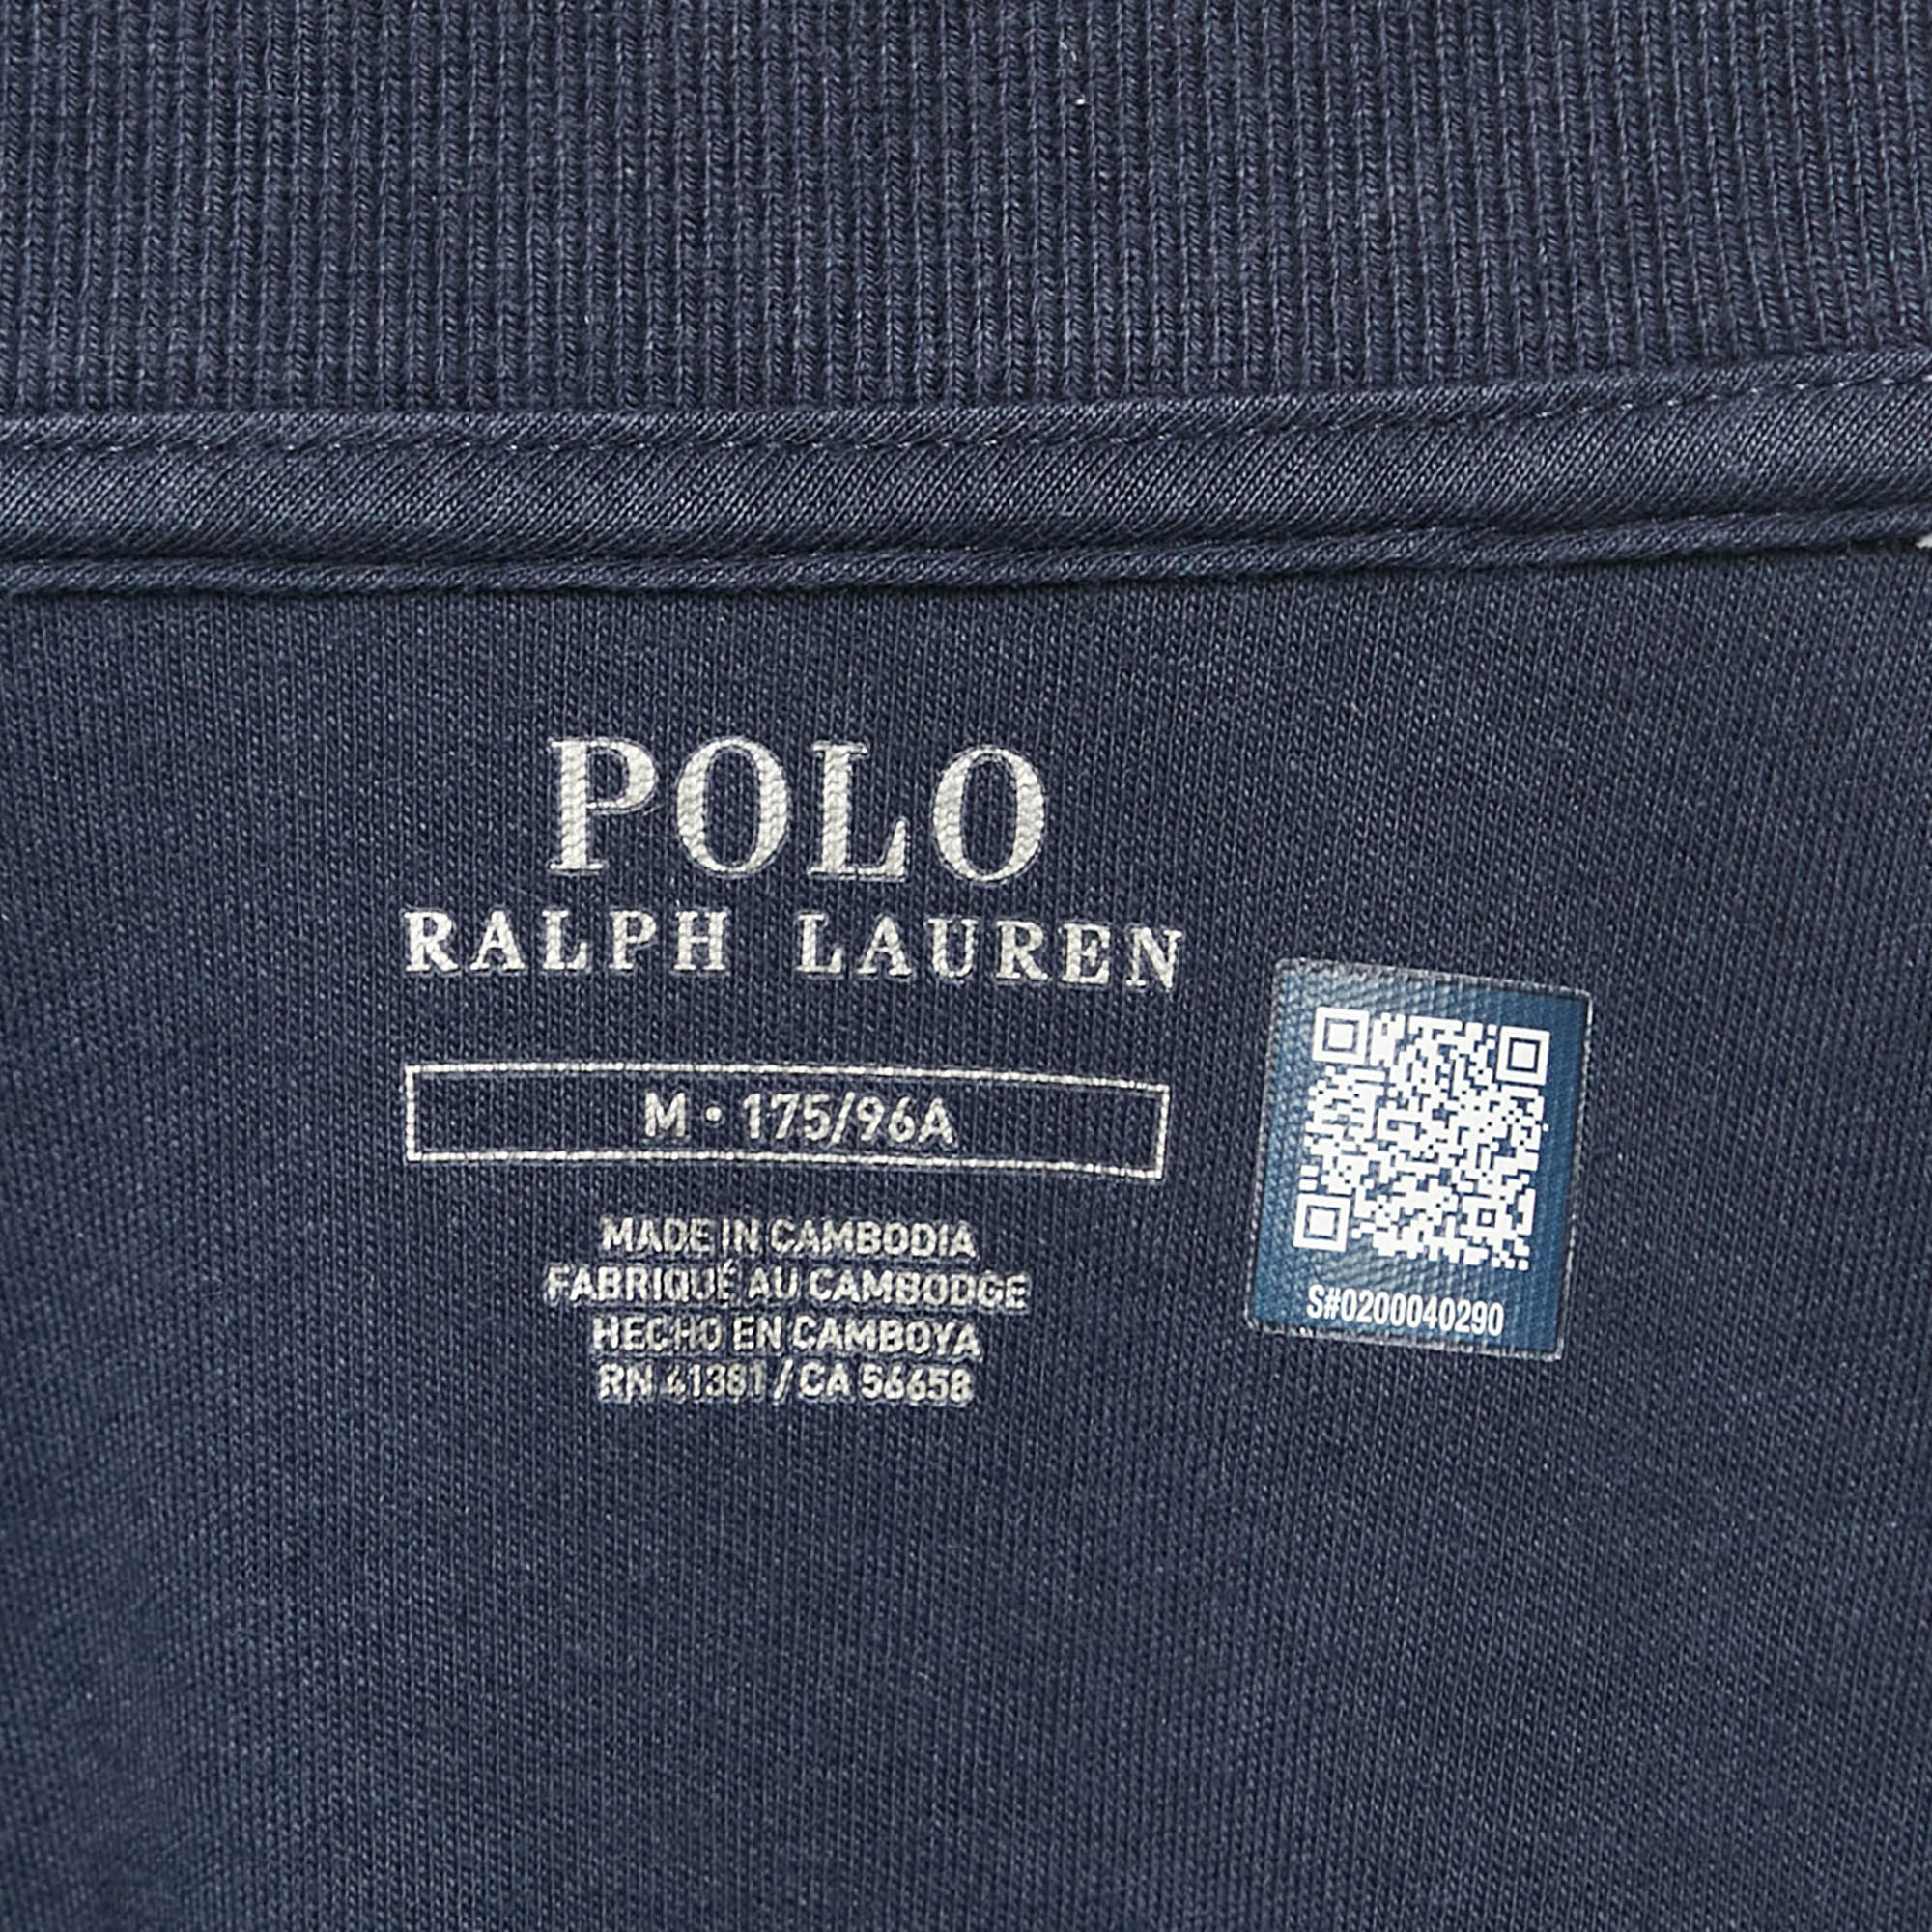 POLO
RALPH LAUREN
M • 175/96A
MADE IN CAMBODIA
FABRIQUÉ AU CAMBODGE
HECHO EN CAMBOYA
RN 41381 / CA 56658
S#0200040290